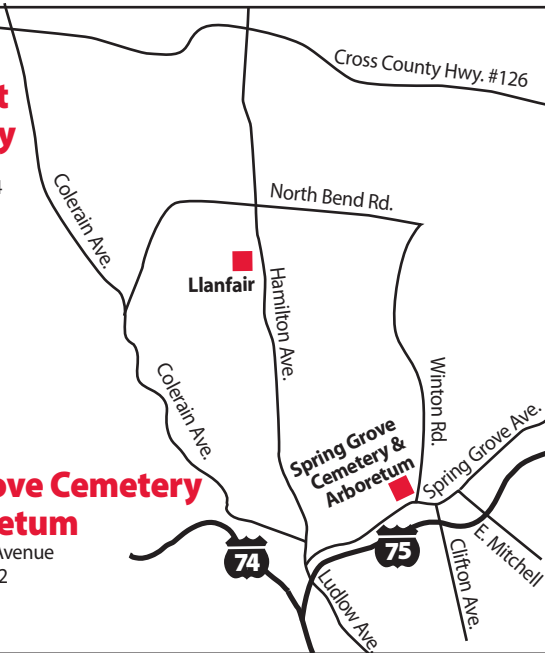 Cross County Hwy. #126
t
y
4
Colerain Ave.
North Bend Rd.
Llanfair
Hamilton Ave.
Colerain Ave.
Winton Rd.
Spring Grove
Cemetery &
Arboretum
Spring Grove Ave.
ove Cemetery
etum
Avenue
2
74
75
E. Mitchell
Clifton Ave.
Ludlow Ave.